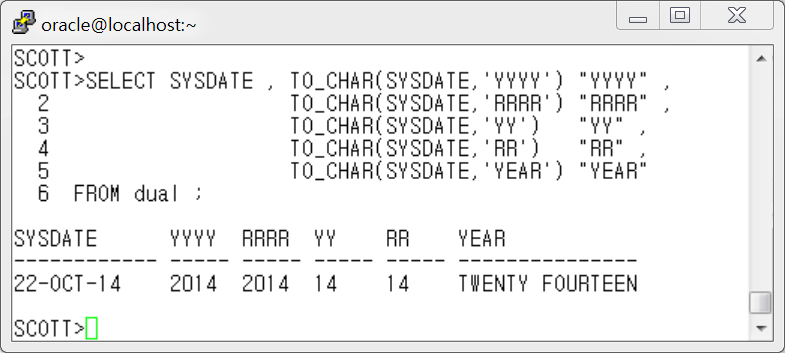 oracle@localhost:~
SCOTT>
SCOTT>SELECT SYSDATE , TO_CHAR(SYSDATE,'YYYY') "YYYY" ,
  2                    TO_CHAR(SYSDATE,'RRRR') "RRRR" ,
  3                    TO_CHAR(SYSDATE,'YY')   "YY" ,
  4                    TO_CHAR(SYSDATE,'RR')   "RR" ,
  5                    TO_CHAR(SYSDATE,'YEAR') "YEAR"
  6  FROM dual ;
SYSDATE      YYYY  RRRR  YY    RR    YEAR
------------ ----- ----- ----- ----- ---------------
22-OCT-14    2014  2014  14    14    TWENTY FOURTEEN
SCOTT>